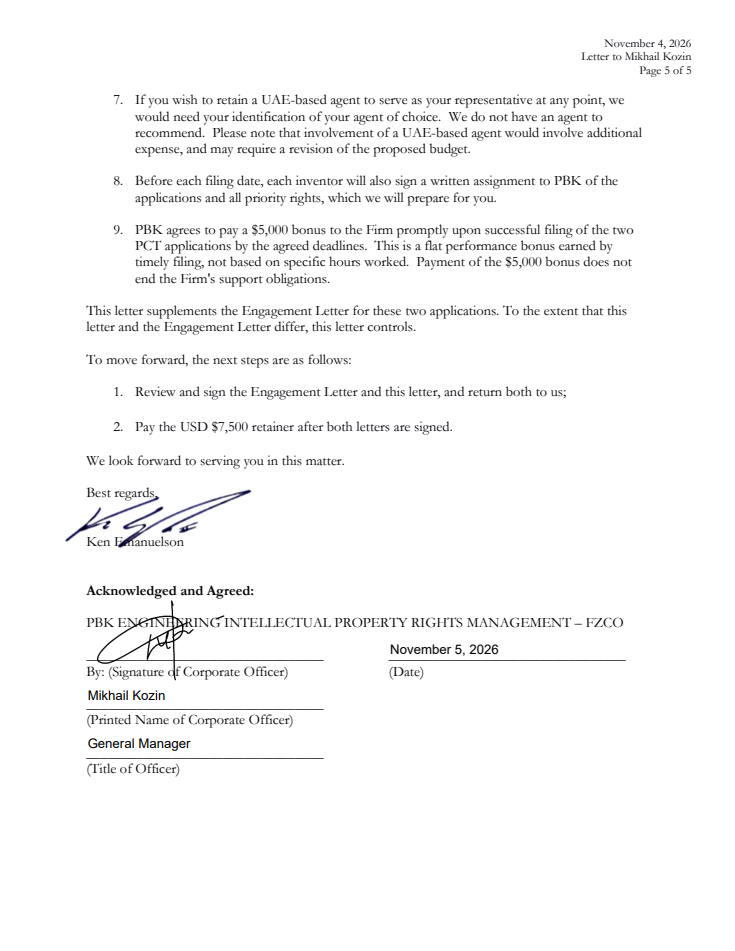 November 4, 2026
Letter to Mikhail Kozin
Page 5 of 5
7. If you wish to retain a UAE-based agent to serve as your representative at any point, we
would need your identification of your agent of choice. We do not have an agent to
recommend. Please note that involvement of a UAE-based agent would involve additional
expense, and may require a revision of the proposed budget.
8. Before each filing date, each inventor will also sign a written assignment to PBK of the
applications and all priority rights, which we will prepare for you.
9. PBK agrees to pay a $5,000 bonus to the Firm promptly upon successful filing of the two
PCT applications by the agreed deadlines. This is a flat performance bonus earned by
timely filing, not based on specific hours worked. Payment of the $5,000 bonus does not
end the Firm's support obligations.
This letter supplements the Engagement Letter for these two applications. To the extent that this
letter and the Engagement Letter differ, this letter controls.
To move forward, the next steps are as follows:
1. Review and sign the Engagement Letter and this letter, and return both to us;
2. Pay the USD $7,500 retainer after both letters are signed.
We look forward to serving you in this matter.
Best regards,
Ken Emanuelson
Acknowledged and Agreed:
PBK ENGINEERING INTELLECTUAL PROPERTY RIGHTS MANAGEMENT – FZCO
November 5, 2026
By: (Signature of Corporate Officer) (Date)
Mikhail Kozin
(Printed Name of Corporate Officer)
General Manager
(Title of Officer)